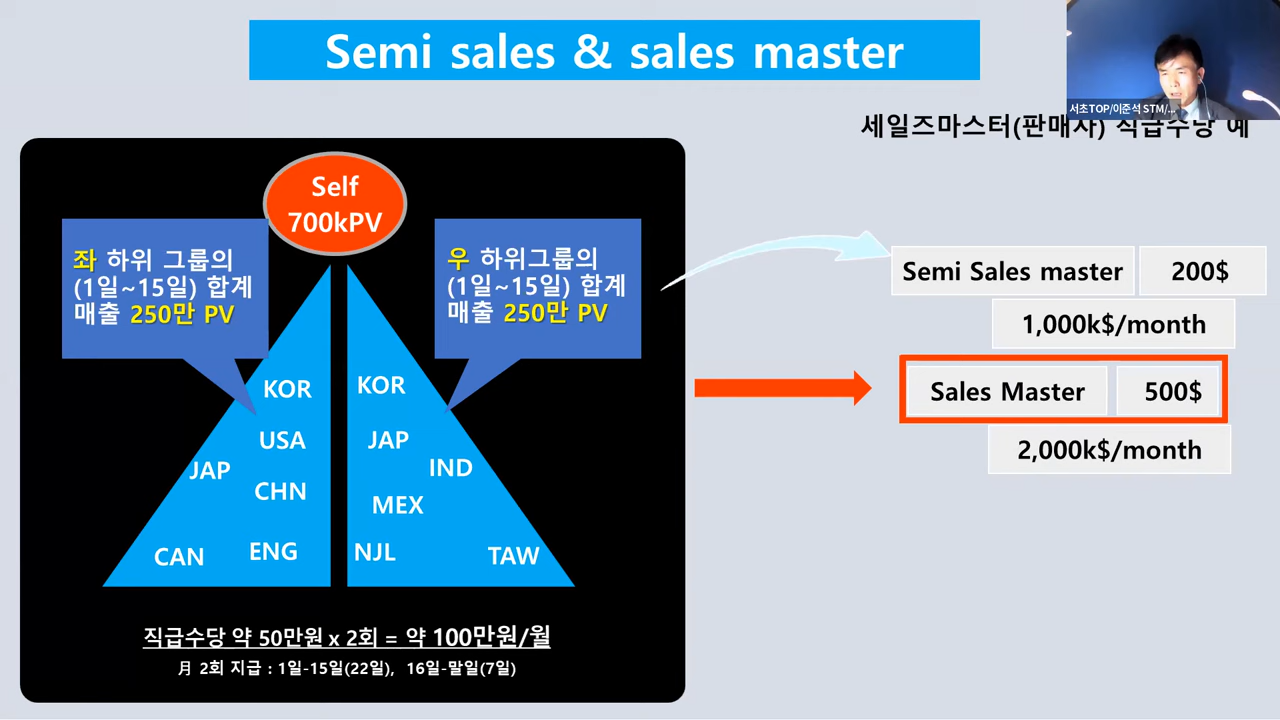 Semi sales & sales master
서초TOP/이준석 STM/...
세일즈마스터(판매사) 직급수당 예
Self
700kPV
좌 하위 그룹의
(1일~15일) 합계
매출 250만 PV
우 하위그룹의
(1일~15일) 합계
매출 250만 PV
KOR
USA
JAP
CHN
CAN
ENG
KOR
JAP
IND
MEX
NJL
TAW
직급수당 약 50만원 x 2회 = 약 100만원/월
月 2회 지급 : 1일-15일(22일), 16일-말일(7일)
Semi Sales master
200$
1,000k$/month
Sales Master
500$
2,000k$/month